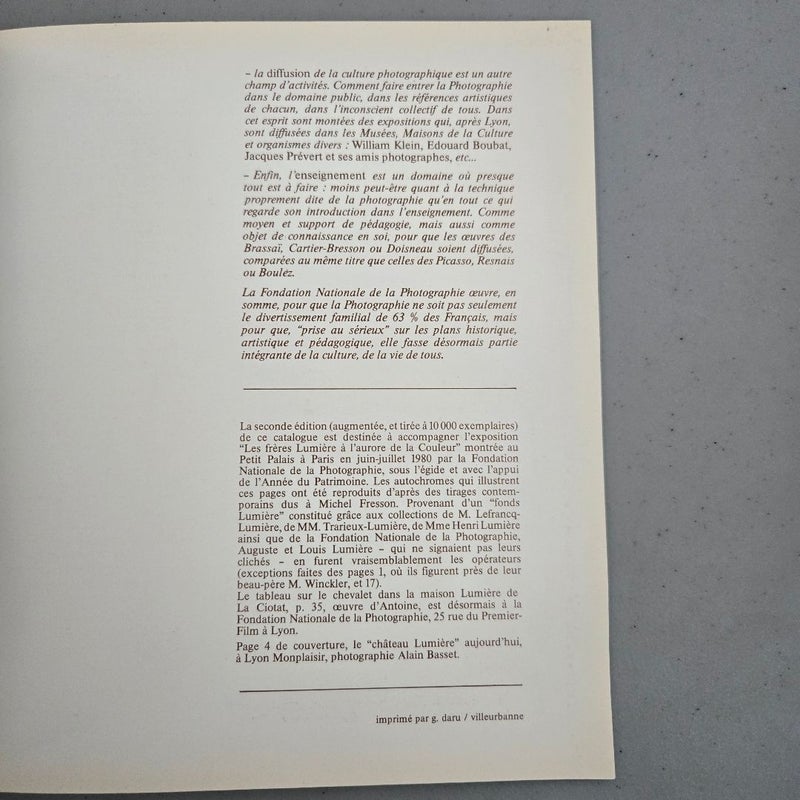 – la diffusion de la culture photographique est un autre
champ d'activités. Comment faire entrer la Photographie
dans le domaine public, dans les références artistiques
de chacun, dans l'inconscient collectif de tous. Dans
cet esprit sont montées des expositions qui, après Lyon,
sont diffusées dans les Musées, Maisons de la Culture
et organismes divers : William Klein, Edouard Boubat,
Jacques Prévert et ses amis photographes, etc...
– Enfin, l'enseignement est un domaine où presque
tout est à faire : moins peut-être quant à la technique
proprement dite de la photographie qu'en tout ce qui
regarde son introduction dans l'enseignement. Comme
moyen et support de pédagogie, mais aussi comme
objet de connaissance en soi, pour que les œuvres des
Brassaï, Cartier-Bresson ou Doisneau soient diffusées,
comparées au même titre que celles des Picasso, Resnais
ou Boulez.
La Fondation Nationale de la Photographie œuvre, en
somme, pour que la Photographie ne soit pas seulement
le divertissement familial de 63 % des Français, mais
pour que, "prise au sérieux" sur les plans historique,
artistique et pédagogique, elle fasse désormais partie
intégrante de la culture, de la vie de tous.
La seconde édition (augmentée, et tirée à 10 000 exemplaires)
de ce catalogue est destinée à accompagner l'exposition
"Les frères Lumière à l'aurore de la Couleur" montrée au
Petit Palais à Paris en juin-juillet 1980 par la Fondation
Nationale de la Photographie, sous l'égide et avec l'appui
de l'Année du Patrimoine. Les autochromes qui illustrent
ces pages ont été reproduits d'après des tirages contem-
porains dus à Michel Fresson. Provenant d'un "fonds
Lumière" constitué grâce aux collections de M. Lefrancq-
Lumière, de MM. Trarieux-Lumière, de Mme Henri Lumière
ainsi que de la Fondation Nationale de la Photographie,
Auguste et Louis Lumière – qui ne signaient pas leurs
clichés – en furent vraisemblablement les opérateurs
(exceptions faites des pages 1, où ils figurent près de leur
beau-père M. Winckler, et 17).
Le tableau sur le chevalet dans la maison Lumière de
La Ciotat, p. 35, œuvre d'Antoine, est désormais à la
Fondation Nationale de la Photographie, 25 rue du Premier-
Film à Lyon.
Page 4 de couverture, le "château Lumière" aujourd'hui,
à Lyon Monplaisir, photographie Alain Basset.
imprimé par g. daru / villeurbanne